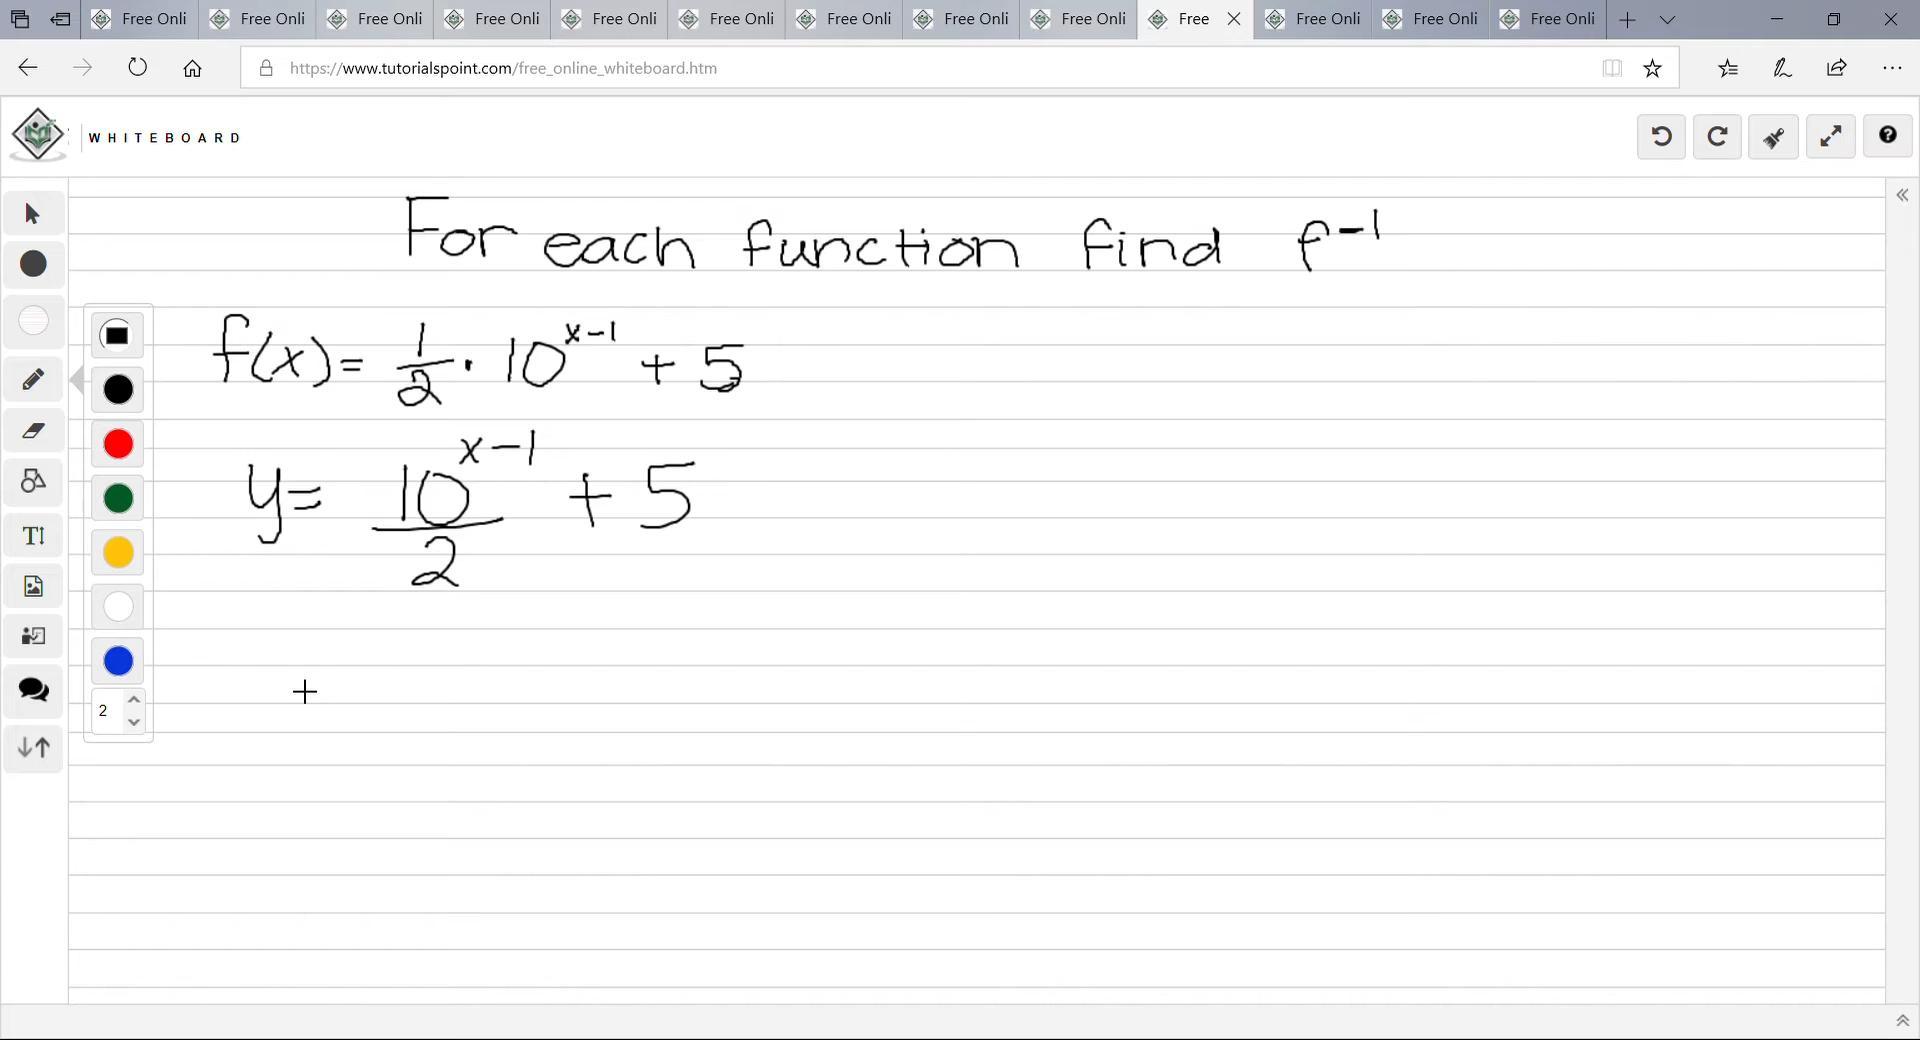 Free Onli Free Onli Free Onli Free Onli Free Onli Free Onli Free Onli Free Onli Free Onli Free Free Onli Free Onli Free Onli
https://www.tutorialspoint.com/free_online_whiteboard.htm
WHITEBOARD
For each function find f⁻¹
f(x) = 1/2 · 10^(x-1) + 5
y = 10^(x-1)/2 + 5
T
2